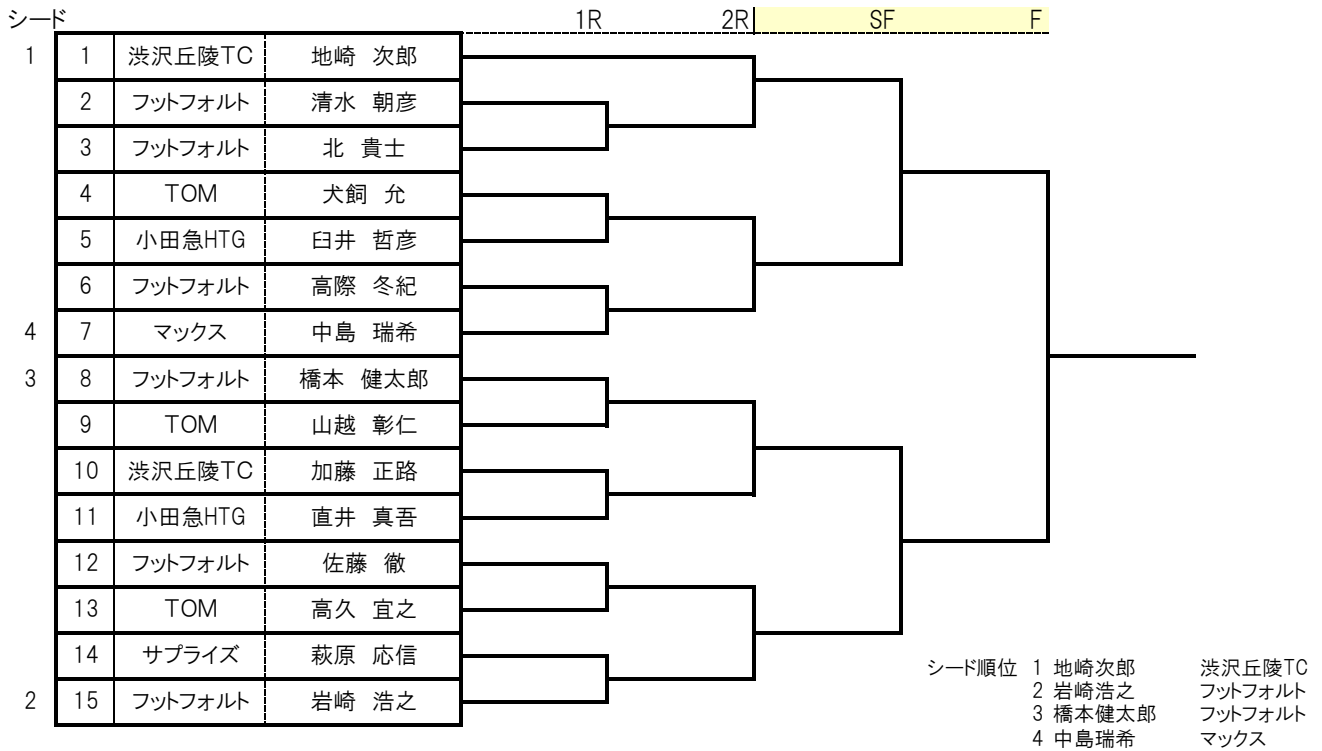 シード 1R 2R SF F
1 1 渋沢丘陵TC 地崎 次郎
2 フットフォルト 清水 朝彦
3 フットフォルト 北 貴士
4 TOM 犬飼 允
5 小田急HTG 臼井 哲彦
6 フットフォルト 高際 冬紀
4 7 マックス 中島 瑞希
3 8 フットフォルト 橋本 健太郎
9 TOM 山越 彰仁
10 渋沢丘陵TC 加藤 正路
11 小田急HTG 直井 真吾
12 フットフォルト 佐藤 徹
13 TOM 高久 宜之
14 サプライズ 萩原 応信
2 15 フットフォルト 岩崎 浩之
シード順位 1 地崎次郎 渋沢丘陵TC
2 岩崎浩之 フットフォルト
3 橋本健太郎 フットフォルト
4 中島瑞希 マックス